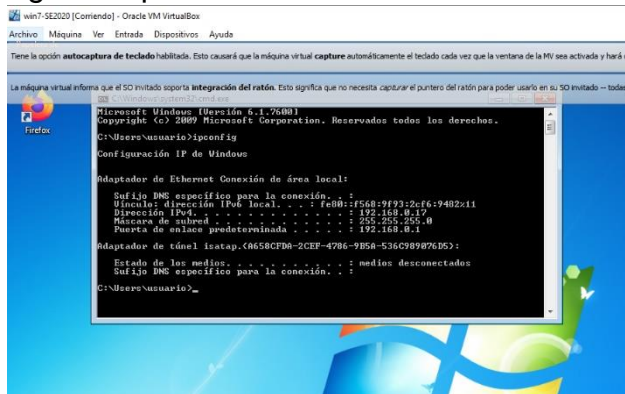 win7-SE2020 [Corriendo] - Oracle VM VirtualBox
Archivo Máquina Ver Entrada Dispositivos Ayuda
Tiene la opción autocaptura de teclado habilitada. Esto causará que la máquina virtual capture automáticamente el teclado cada vez que la ventana de la MV sea activada y hará
La máquina virtual informa que el SO invitado soporta integración del ratón. Esto significa que no necesita capturar el puntero del ratón para poder usarlo en su SO invitado -- todas
C:\Windows\system32\cmd.exe
Firefox
Microsoft Windows [Versión 6.1.7600]
Copyright (c) 2009 Microsoft Corporation. Reservados todos los derechos.
C:\Users\usuario>ipconfig
Configuración IP de Windows
Adaptador de Ethernet Conexión de área local:
Sufijo DNS específico para la conexión. . :
Vínculo: dirección IPv6 local. . . : fe80::f568:9f93:2cf6:9482%11
Dirección IPv4. . . . . . . . . . . . . . : 192.168.0.17
Máscara de subred . . . . . . . . . . . . : 255.255.255.0
Puerta de enlace predeterminada . . . . . : 192.168.0.1
Adaptador de túnel isatap.{A658CFDA-2CEF-4786-9B5A-536C989076D5}:
Estado de los medios. . . . . . . . . . . : medios desconectados
Sufijo DNS específico para la conexión. . :
C:\Users\usuario>_